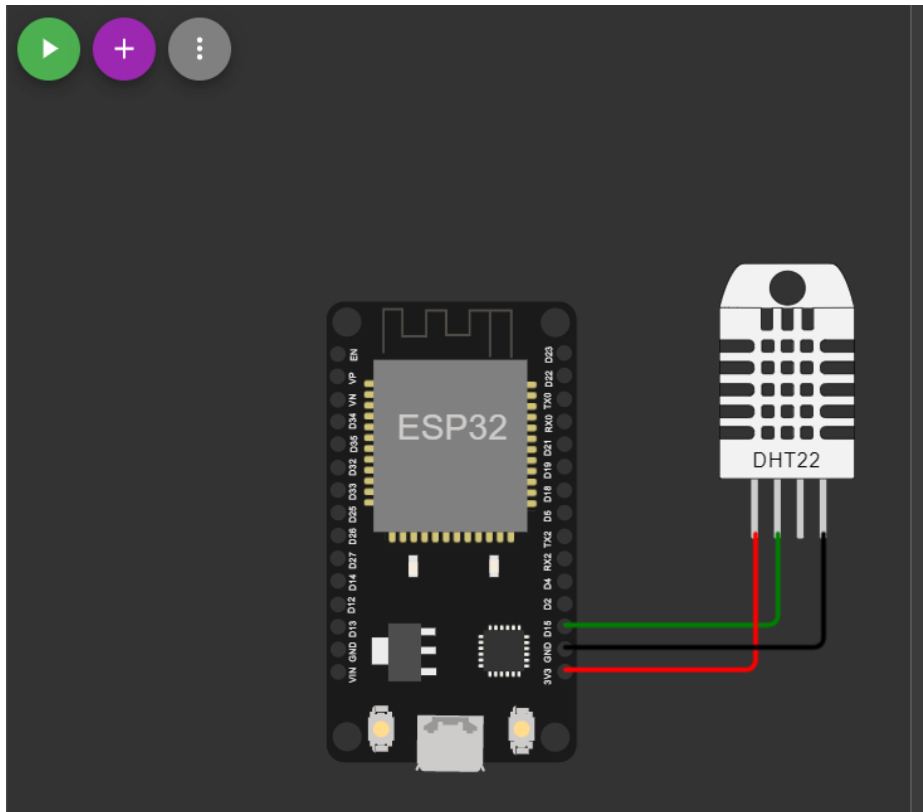 EN
VP
VN
D34
D35
D32
D33
D25
D26
D27
D14
D12
D13
GND
VIN
ESP32
D23
D22
TX0
RX0
D21
D19
D18
D5
TX2
RX2
D4
D2
D15
GND
3V3
DHT22